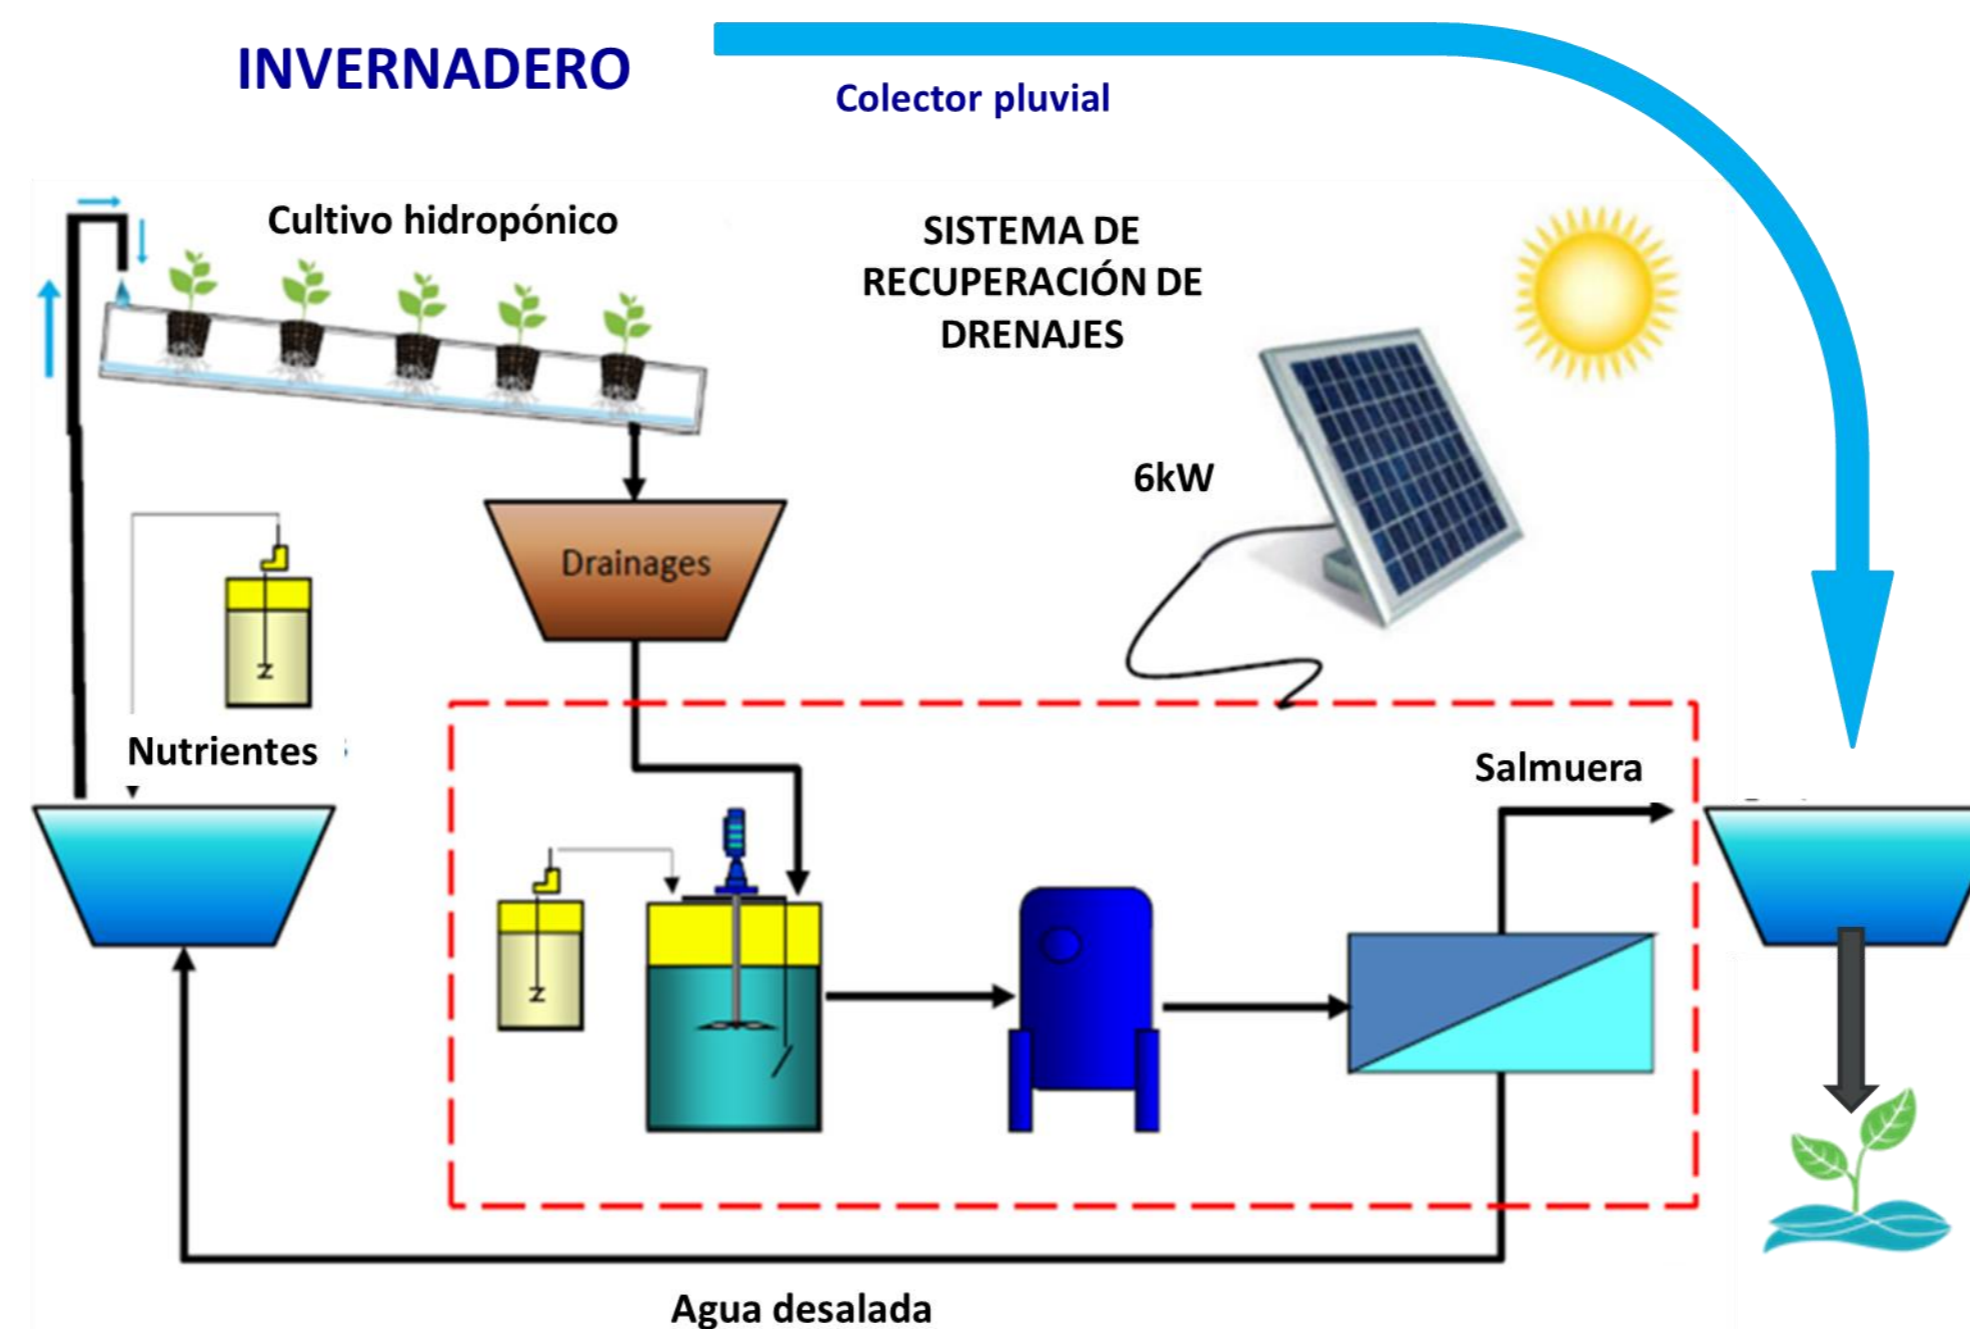 INVERNADERO
Colector pluvial
Cultivo hidropónico
SISTEMA DE
RECUPERACIÓN DE
DRENAJES
6kW
Drainages
Nutrientes
Salmuera
Agua desalada